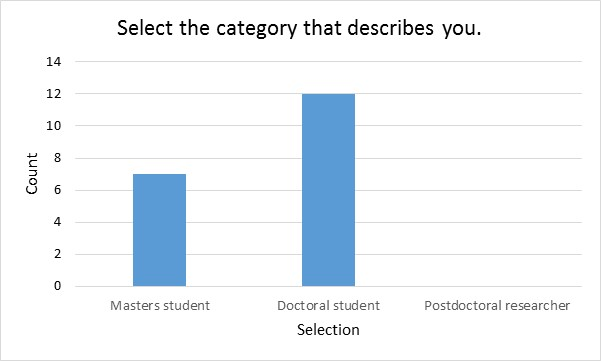 Select the category that describes you.
14
12
10
8
6
4
2
0
Count
Masters student
Doctoral student
Postdoctoral researcher
Selection